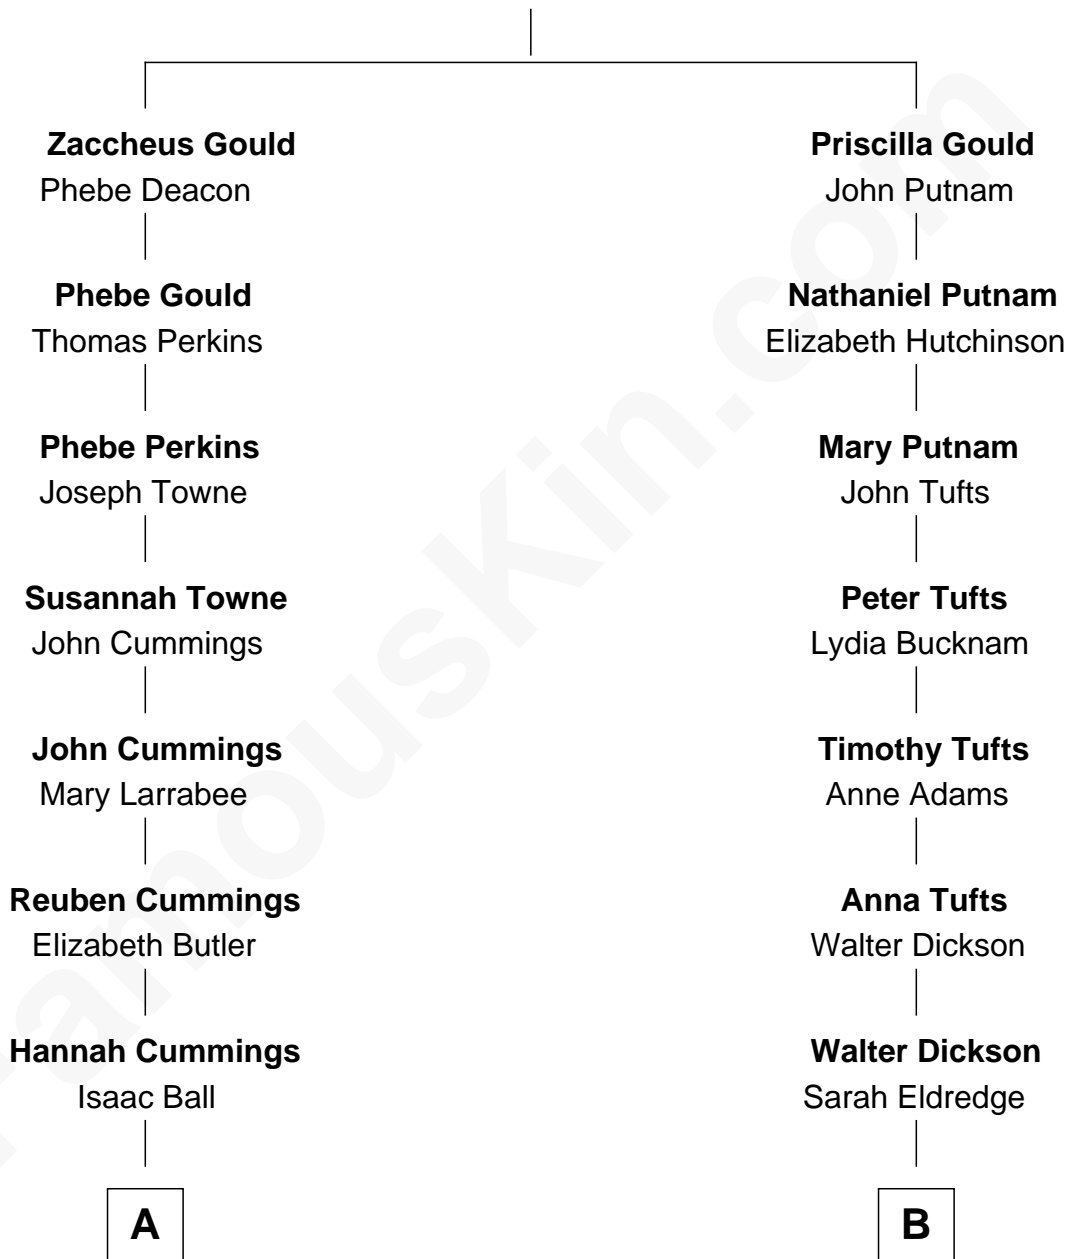 Zaccheus Gould
Phebe Deacon
Priscilla Gould
John Putnam
Phebe Gould
Thomas Perkins
Nathaniel Putnam
Elizabeth Hutchinson
Phebe Perkins
Joseph Towne
Mary Putnam
John Tufts
Susannah Towne
John Cummings
Peter Tufts
Lydia Bucknam
John Cummings
Mary Larrabee
Timothy Tufts
Anne Adams
Reuben Cummings
Elizabeth Butler
Anna Tufts
Walter Dickson
Hannah Cummings
Isaac Ball
Walter Dickson
Sarah Eldredge
A
B
FamousKin.com